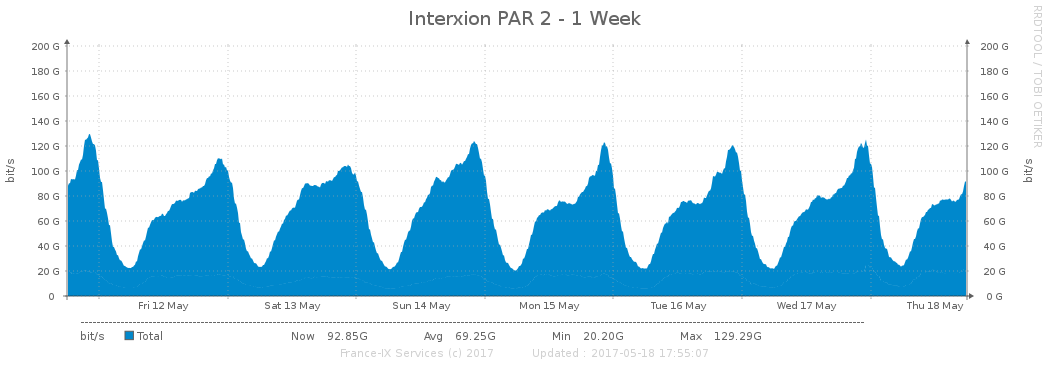 Interxion PAR 2 - 1 Week
RRDTOOL / TOBI OETIKER
bit/s
200 G
180 G
160 G
140 G
120 G
100 G
80 G
60 G
40 G
20 G
0
200 G
180 G
160 G
140 G
120 G
100 G
80 G
60 G
40 G
20 G
0 G
bit/s
Fri 12 May Sat 13 May Sun 14 May Mon 15 May Tue 16 May Wed 17 May Thu 18 May
bit/s Total Now 92.85G Avg 69.25G Min 20.20G Max 129.29G
France-IX Services (c) 2017 Updated : 2017-05-18 17:55:07